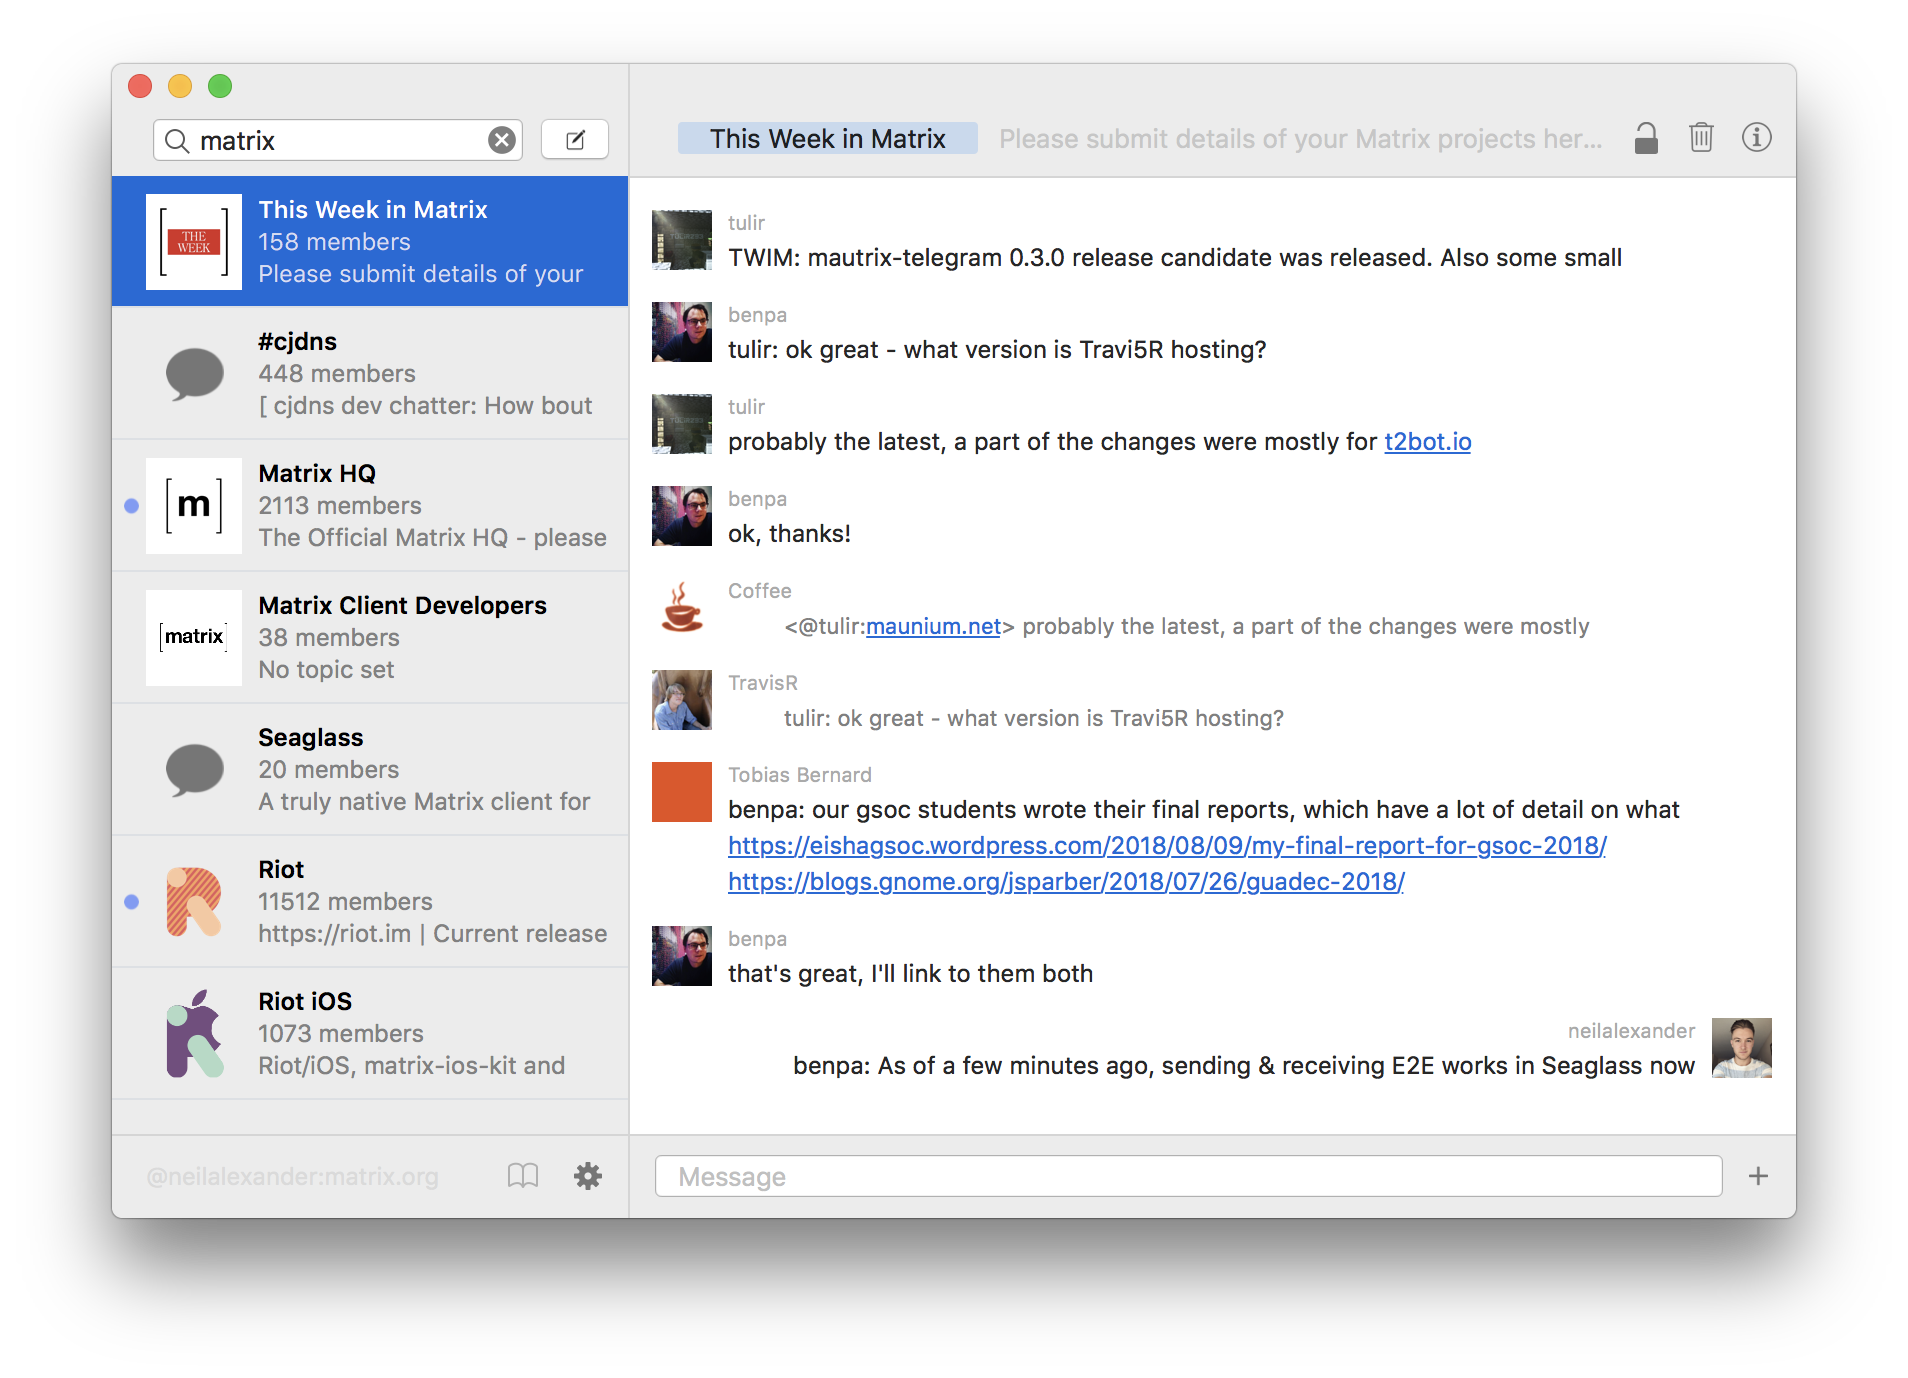 matrix
This Week in Matrix
158 members
Please submit details of your
THE
WEEK
#cjdns
448 members
[ cjdns dev chatter: How bout
[m]
Matrix HQ
2113 members
The Official Matrix HQ - please
[matrix]
Matrix Client Developers
38 members
No topic set
Seaglass
20 members
A truly native Matrix client for
Riot
11512 members
https://riot.im | Current release
Riot iOS
1073 members
Riot/iOS, matrix-ios-kit and
@neilalexander:matrix.org
This Week in Matrix Please submit details of your Matrix projects her...
tulir
TWIM: mautrix-telegram 0.3.0 release candidate was released. Also some small
benpa
tulir: ok great - what version is Travi5R hosting?
tulir
probably the latest, a part of the changes were mostly for t2bot.io
benpa
ok, thanks!
Coffee
<@tulir:maunium.net> probably the latest, a part of the changes were mostly
TravisR
tulir: ok great - what version is Travi5R hosting?
Tobias Bernard
benpa: our gsoc students wrote their final reports, which have a lot of detail on what
https://eishagsoc.wordpress.com/2018/08/09/my-final-report-for-gsoc-2018/
https://blogs.gnome.org/jsparber/2018/07/26/guadec-2018/
benpa
that's great, I'll link to them both
neilalexander
benpa: As of a few minutes ago, sending & receiving E2E works in Seaglass now
Message